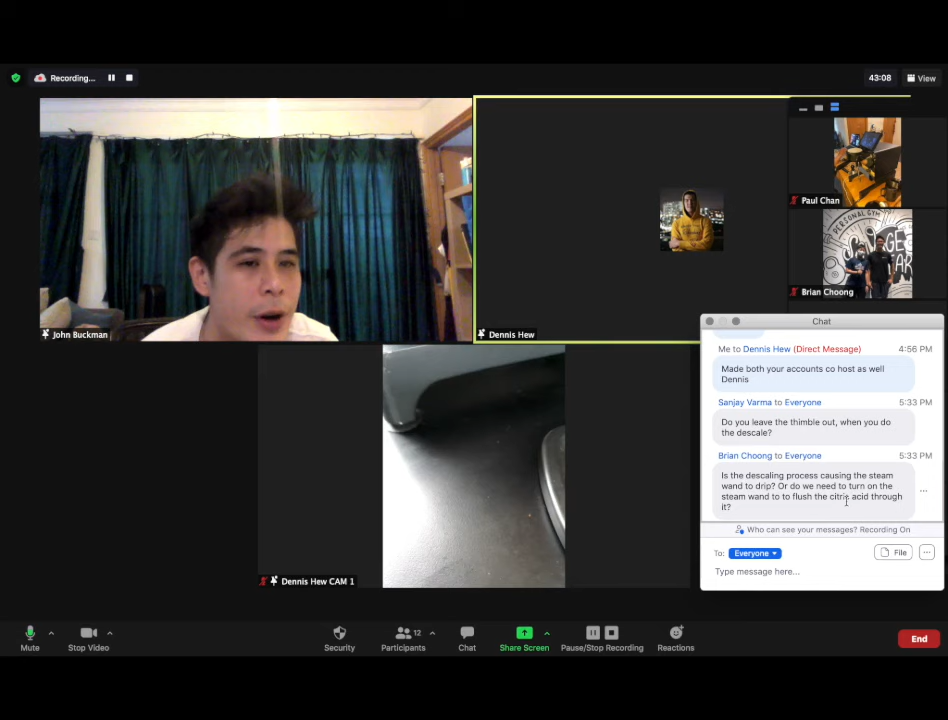 Recording...
43:08
View
John Buckman
Dennis Hew
Paul Chan
PERSONAL GYM
Brian Choong
Dennis Hew CAM 1
Chat
Me to Dennis Hew (Direct Message) 4:56 PM
Made both your accounts co host as well
Dennis
Sanjay Varma to Everyone 5:33 PM
Do you leave the thimble out, when you do
the descale?
Brian Choong to Everyone 5:33 PM
Is the descaling process causing the steam
wand to drip? Or do we need to turn on the
steam wand to to flush the citric acid through
it?
Who can see your messages? Recording On
To: Everyone
File
Type message here...
Mute
Stop Video
Security
12
Participants
Chat
Share Screen
Pause/Stop Recording
Reactions
End